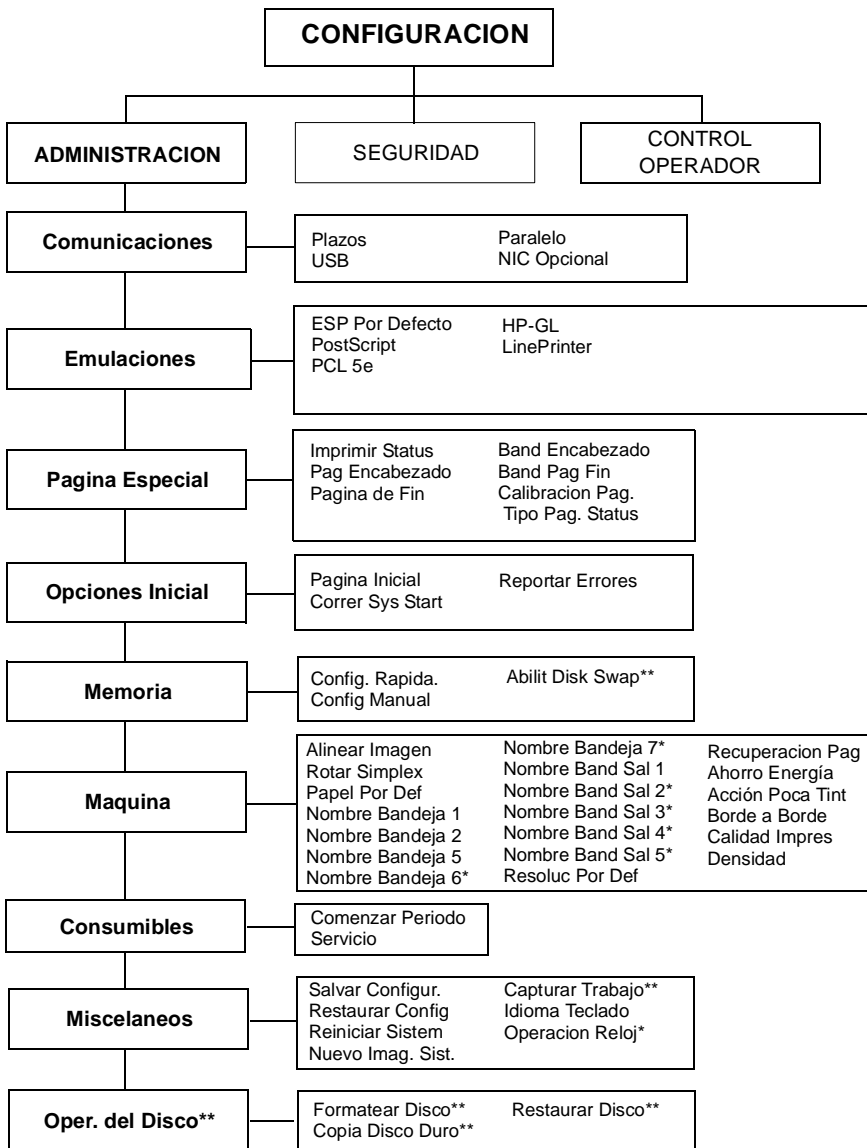 CONFIGURACION
ADMINISTRACION
SEGURIDAD
CONTROL
OPERADOR
Comunicaciones
Plazos
USB
Paralelo
NIC Opcional
Emulaciones
ESP Por Defecto
PostScript
PCL 5e
HP-GL
LinePrinter
Pagina Especial
Imprimir Status
Pag Encabezado
Pagina de Fin
Band Encabezado
Band Pag Fin
Calibracion Pag.
Tipo Pag. Status
Opciones Inicial
Pagina Inicial
Correr Sys Start
Reportar Errores
Memoria
Config. Rapida.
Config Manual
Abilit Disk Swap**
Maquina
Alinear Imagen
Rotar Simplex
Papel Por Def
Nombre Bandeja 1
Nombre Bandeja 2
Nombre Bandeja 5
Nombre Bandeja 6*
Nombre Bandeja 7*
Nombre Band Sal 1
Nombre Band Sal 2*
Nombre Band Sal 3*
Nombre Band Sal 4*
Nombre Band Sal 5*
Resoluc Por Def
Recuperacion Pag
Ahorro Energía
Acción Poca Tint
Borde a Borde
Calidad Impres
Densidad
Consumibles
Comenzar Periodo
Servicio
Miscelaneos
Salvar Configur.
Restaurar Config
Reiniciar Sistem
Nuevo Imag. Sist.
Capturar Trabajo**
Idioma Teclado
Operacion Reloj*
Oper. del Disco**
Formatear Disco**
Copia Disco Duro**
Restaurar Disco**